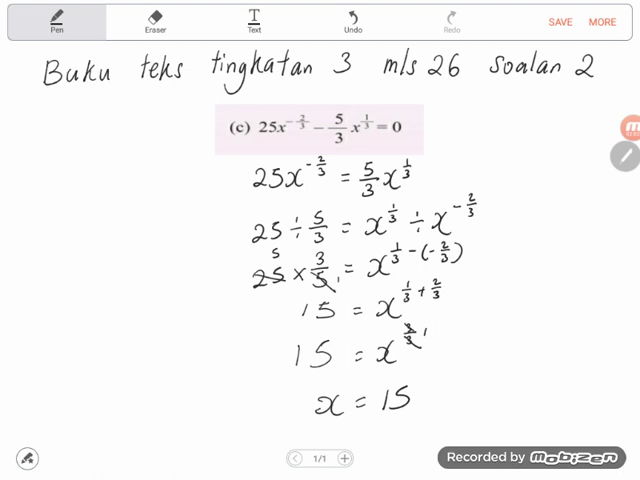 Pen Eraser Text Undo Redo SAVE MORE
Buku teks tingkatan 3 m/s 26 soalan 2
(c) 25x^{-2/3} − 5/3 x^{1/3} = 0
25x^{-2/3} = 5/3 x^{1/3}
25 ÷ 5/3 = x^{1/3} ÷ x^{-2/3}
5
25 × 3/5 1 = x^{1/3 − (−2/3)}
15 = x^{1/3 + 2/3}
15 = x^{3/3} 1
x = 15
1/1
Recorded by mobizen